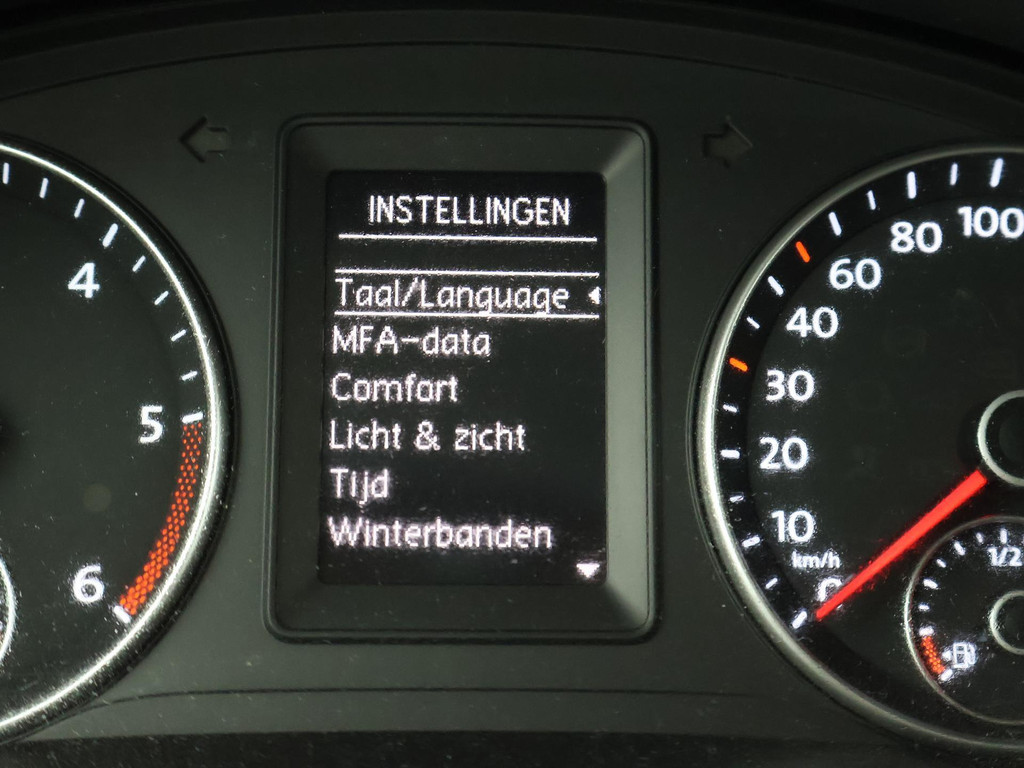 INSTELLINGEN
Taal/Language
MFA-data
Comfort
Licht & zicht
Tijd
Winterbanden
4
5
6
100
80
60
40
30
20
10
km/h
0
1/2